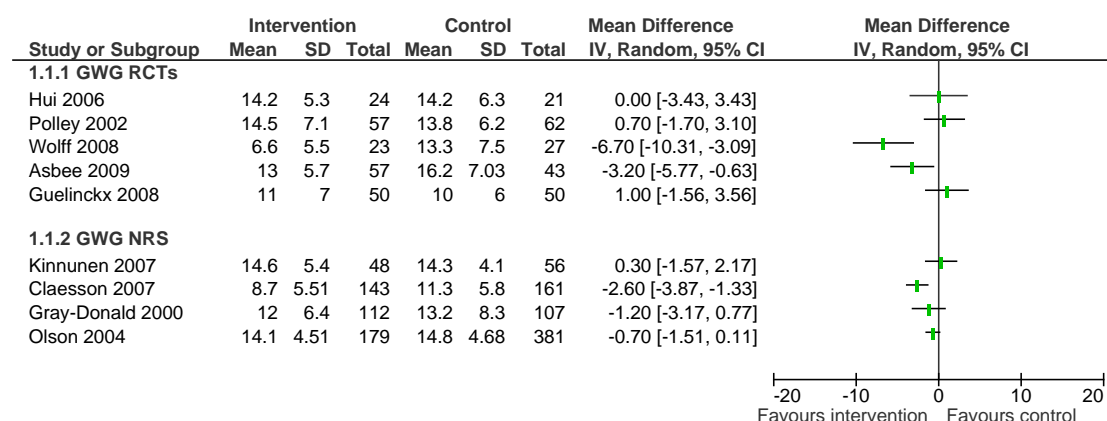 Intervention Control Mean Difference Mean Difference
Study or Subgroup Mean SD Total Mean SD Total IV, Random, 95% CI IV, Random, 95% CI
1.1.1 GWG RCTs
Hui 2006 14.2 5.3 24 14.2 6.3 21 0.00 [-3.43, 3.43]
Polley 2002 14.5 7.1 57 13.8 6.2 62 0.70 [-1.70, 3.10]
Wolff 2008 6.6 5.5 23 13.3 7.5 27 -6.70 [-10.31, -3.09]
Asbee 2009 13 5.7 57 16.2 7.03 43 -3.20 [-5.77, -0.63]
Guelinckx 2008 11 7 50 10 6 50 1.00 [-1.56, 3.56]
1.1.2 GWG NRS
Kinnunen 2007 14.6 5.4 48 14.3 4.1 56 0.30 [-1.57, 2.17]
Claesson 2007 8.7 5.51 143 11.3 5.8 161 -2.60 [-3.87, -1.33]
Gray-Donald 2000 12 6.4 112 13.2 8.3 107 -1.20 [-3.17, 0.77]
Olson 2004 14.1 4.51 179 14.8 4.68 381 -0.70 [-1.51, 0.11]
-20 -10 0 10 20
Favours intervention Favours control